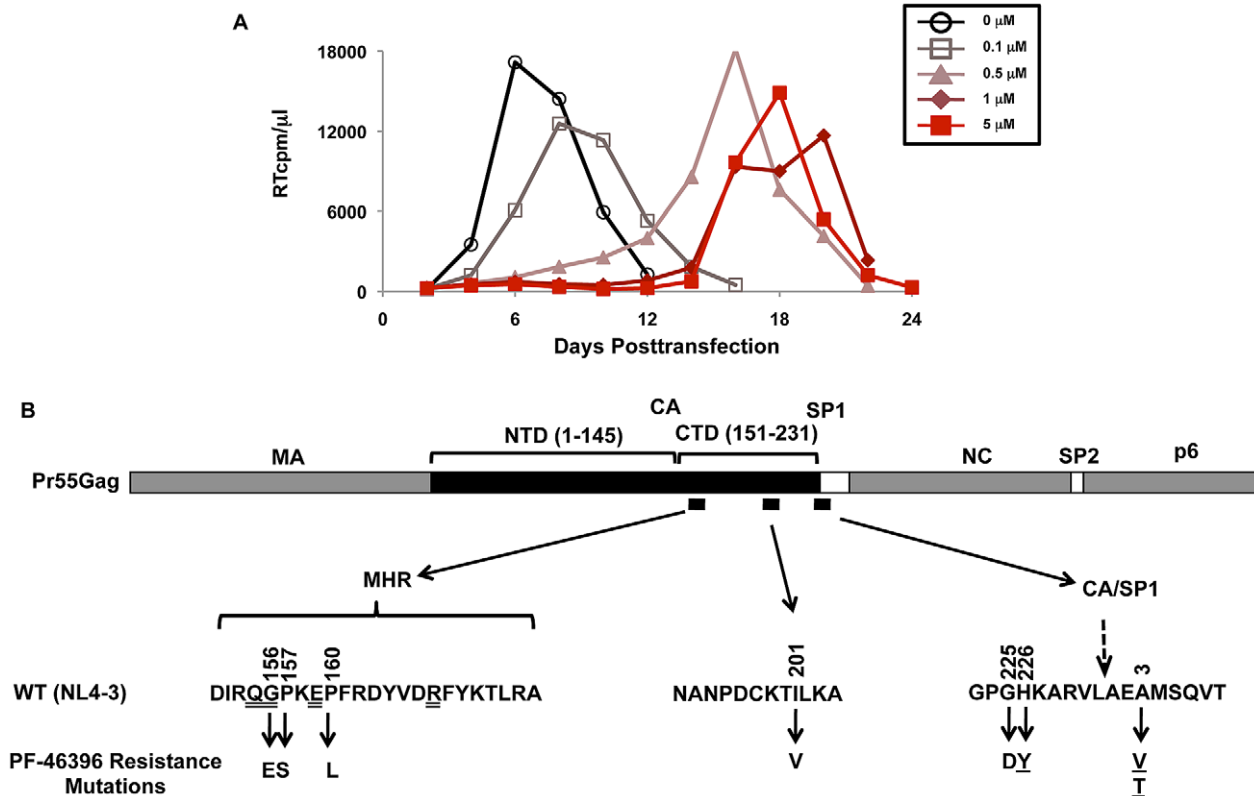 A
0 µM
0.1 µM
0.5 µM
1 µM
5 µM
18000
12000
6000
0
RTcpm/µl
0 6 12 18 24
Days Posttransfection
B
CA
SP1
NTD (1-145)
CTD (151-231)
MA
NC
SP2
p6
Pr55Gag
MHR
CA/SP1
156
157
160
201
225
226
3
WT (NL4-3)
DIRQGPKEPFRDYVDRFYKTLRA
NANPDCKTILKA
GPGHKARVLAEAMSQVT
PF-46396 Resistance
Mutations
ES
L
V
DY
V
T